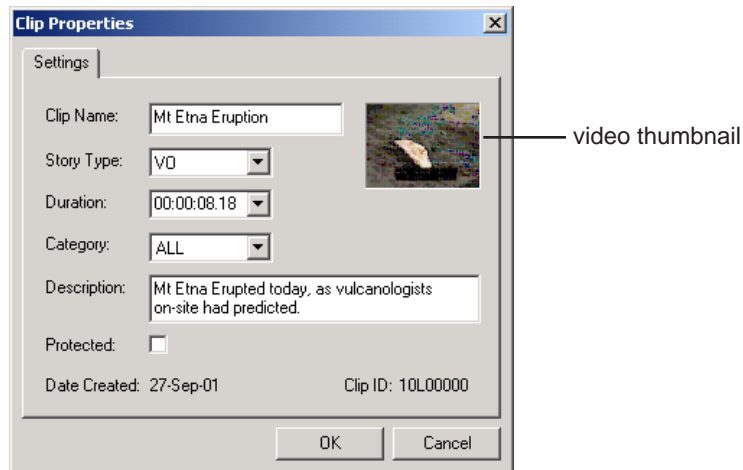 Clip Properties
Settings
Clip Name: Mt Etna Eruption
video thumbnail
Story Type: VO
Duration: 00:00:08.18
Category: ALL
Description: Mt Etna Erupted today, as vulcanologists
on-site had predicted.
Protected:
Date Created: 27-Sep-01 Clip ID: 10L00000
OK Cancel